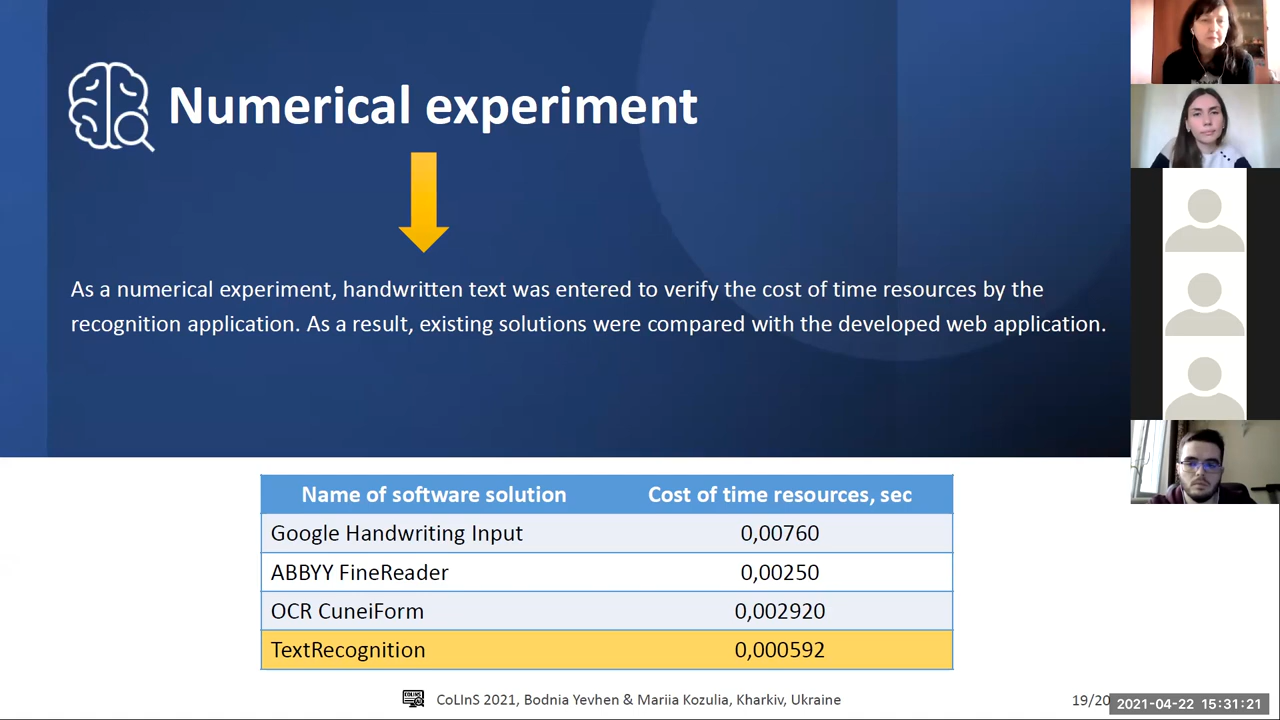 Numerical experiment
As a numerical experiment, handwritten text was entered to verify the cost of time resources by the
recognition application. As a result, existing solutions were compared with the developed web application.
Name of software solution Cost of time resources, sec
Google Handwriting Input 0,00760
ABBYY FineReader 0,00250
OCR CuneiForm 0,002920
TextRecognition 0,000592
COLINS CoLInS 2021, Bodnia Yevhen & Mariia Kozulia, Kharkiv, Ukraine 19/20
2021-04-22 15:31:21